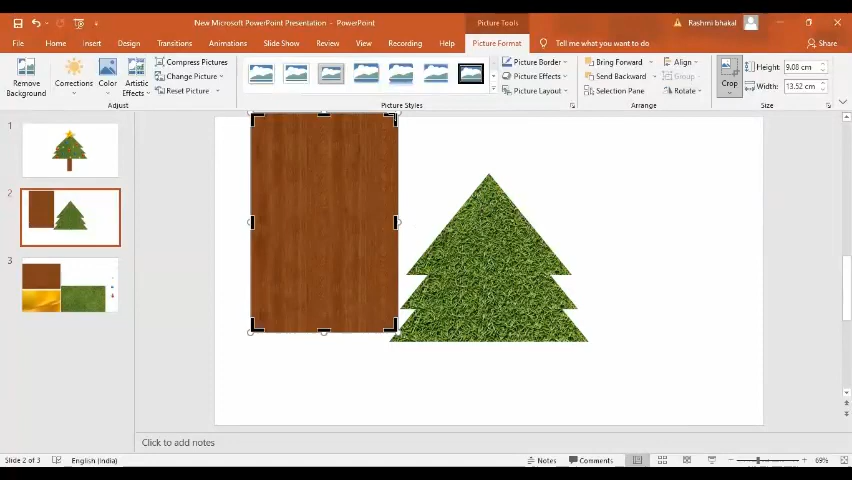 New Microsoft PowerPoint Presentation - PowerPoint
Picture Tools
Rashmi bhakal
File Home Insert Design Transitions Animations Slide Show Review View Recording Help Picture Format Tell me what you want to do Share
Remove Background
Corrections
Color
Artistic Effects
Compress Pictures
Change Picture
Reset Picture
Picture Border
Picture Effects
Picture Layout
Bring Forward
Send Backward
Selection Pane
Align
Group
Rotate
Crop
Height: 9.08 cm
Width: 13.52 cm
Adjust
Picture Styles
Arrange
Size
1
2
3
Click to add notes
Slide 2 of 3
English (India)
Notes
Comments
69%